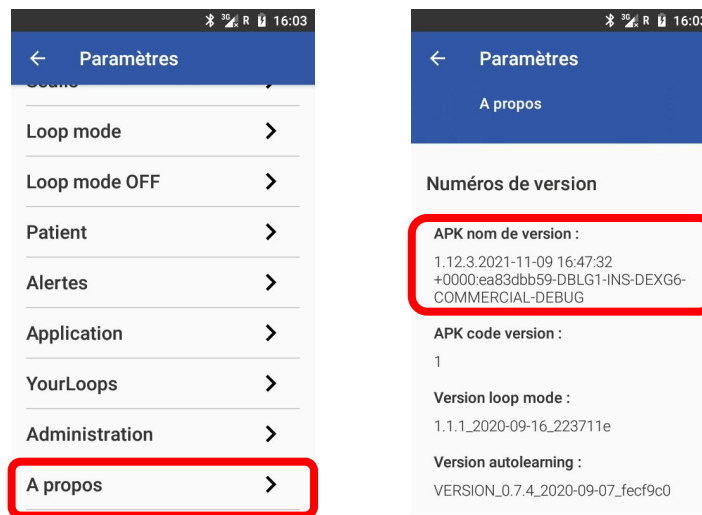 3G R 16:03
Paramètres
Loop mode
Loop mode OFF
Patient
Alertes
Application
YourLoops
Administration
A propos
3G R 16:03
Paramètres
A propos
Numéros de version
APK nom de version :
1.12.3.2021-11-09 16:47:32
+0000:ea83dbb59-DBLG1-INS-DEXG6-
COMMERCIAL-DEBUG
APK code version :
1
Version loop mode :
1.1.1_2020-09-16_223711e
Version autolearning :
VERSION_0.7.4_2020-09-07_fecf9c0